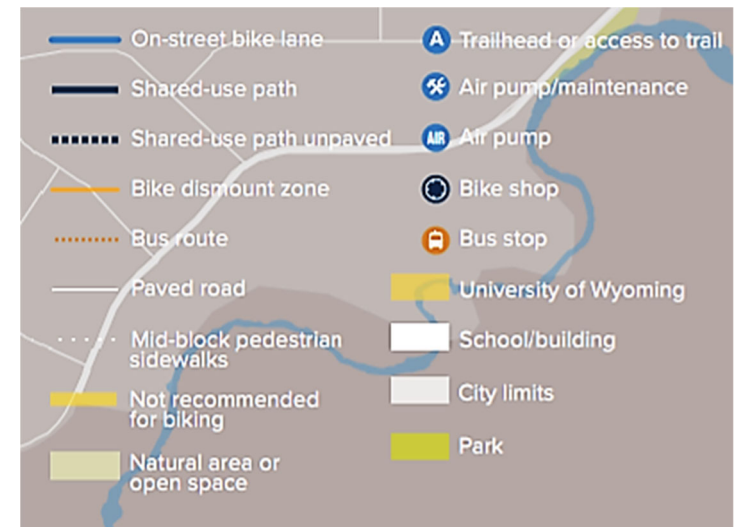 On-street bike lane
Shared-use path
Shared-use path unpaved
Bike dismount zone
Bus route
Paved road
Mid-block pedestrian
sidewalks
Not recommended
for biking
Natural area or
open space
A Trailhead or access to trail
Air pump/maintenance
AIR Air pump
Bike shop
Bus stop
University of Wyoming
School/building
City limits
Park